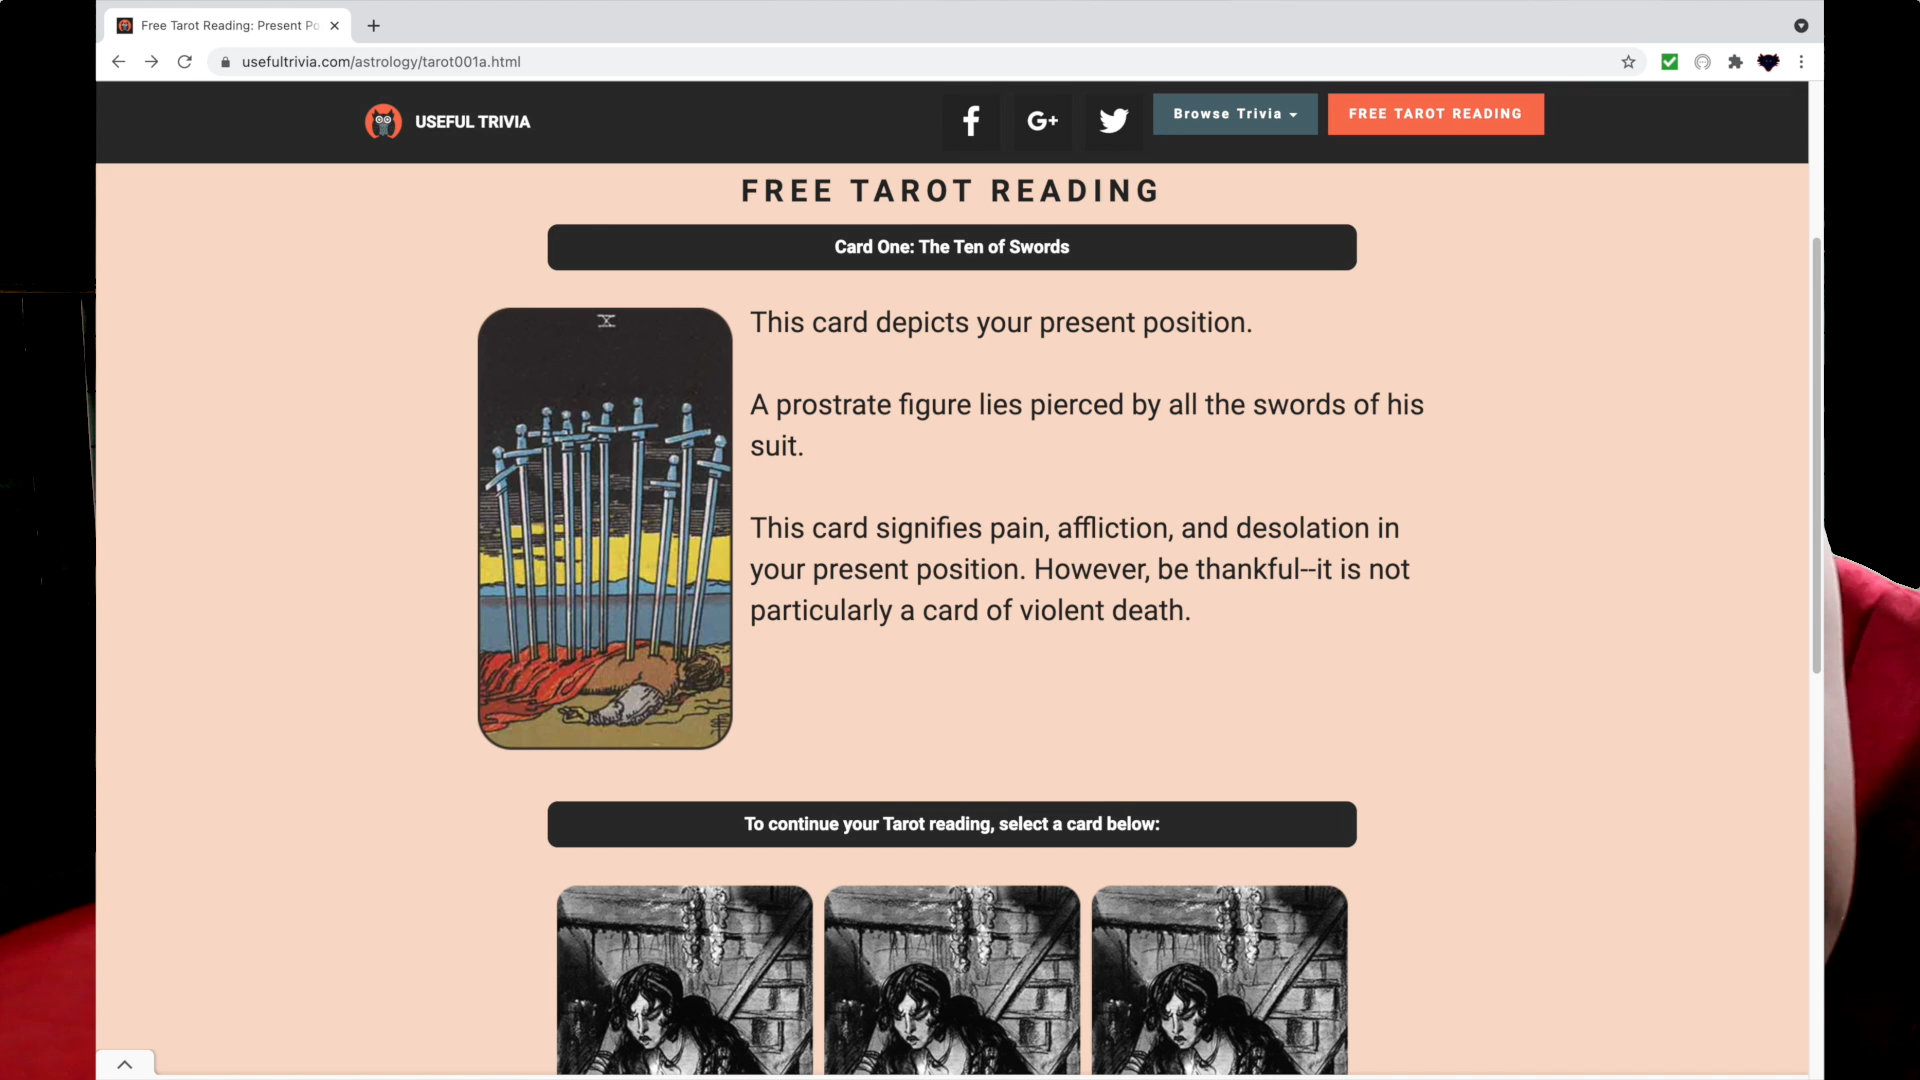 Free Tarot Reading: Present Po
usefultrivia.com/astrology/tarot001a.html
USEFUL TRIVIA
G+
Browse Trivia
FREE TAROT READING
FREE TAROT READING
Card One: The Ten of Swords
X
This card depicts your present position.
A prostrate figure lies pierced by all the swords of his
suit.
This card signifies pain, affliction, and desolation in
your present position. However, be thankful--it is not
particularly a card of violent death.
To continue your Tarot reading, select a card below: